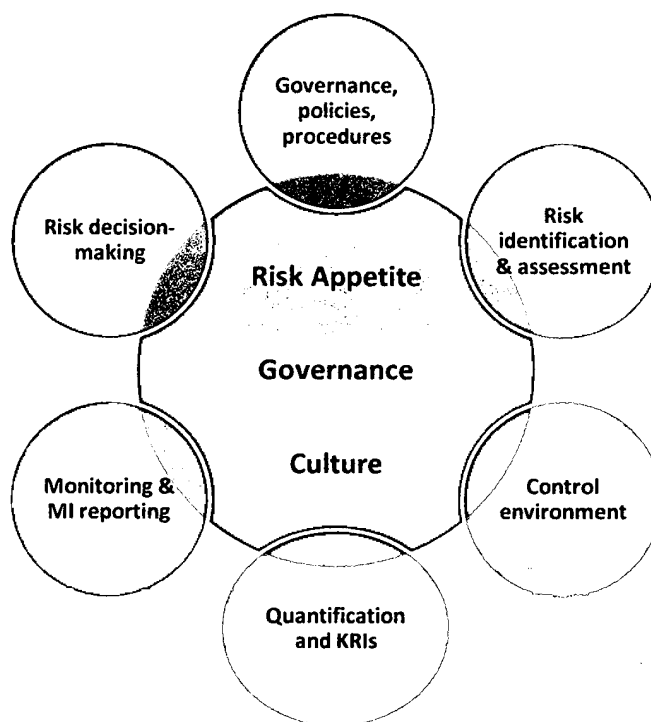 Governance,
policies,
procedures
Risk decision-
making
Risk
identification
& assessment
Risk Appetite
Governance
Culture
Monitoring &
MI reporting
Control
environment
Quantification
and KRIs